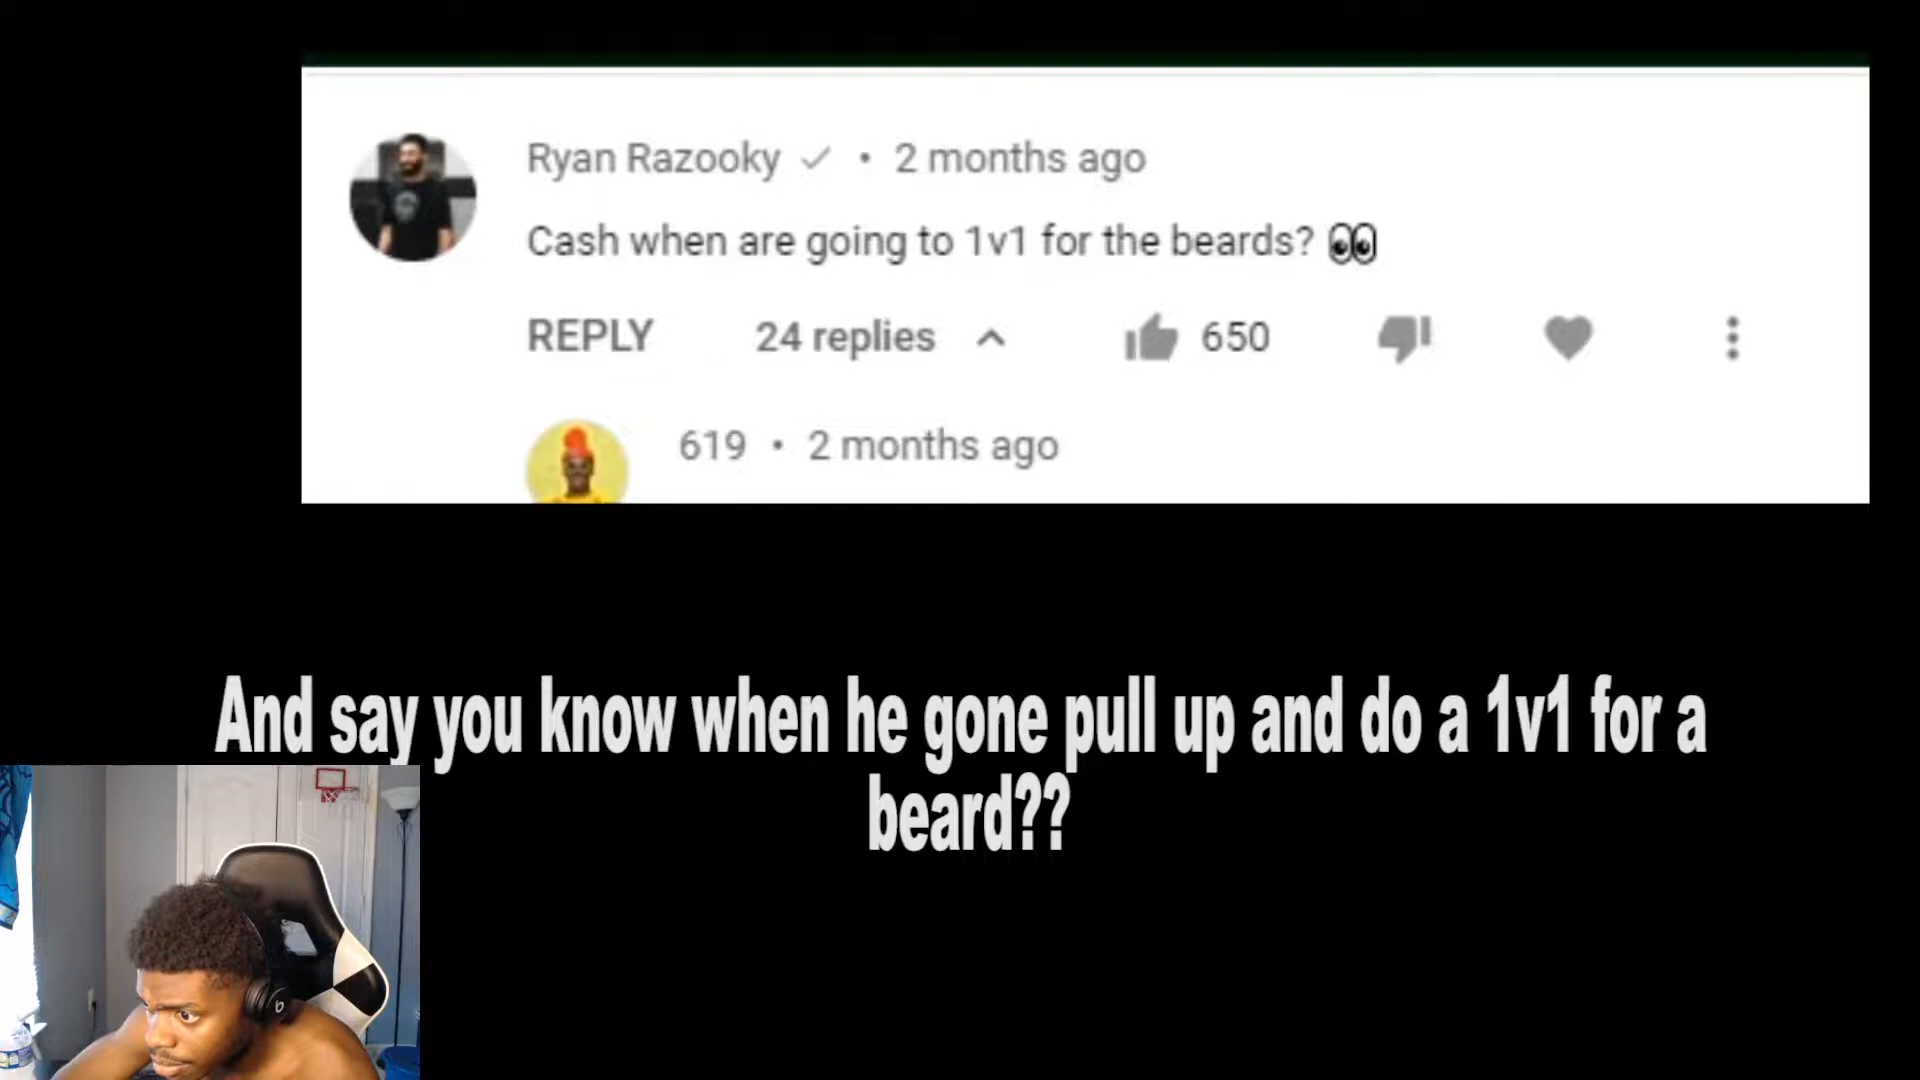 Ryan Razooky ✓ • 2 months ago
Cash when are going to 1v1 for the beards? 👀
REPLY 24 replies 650
619 • 2 months ago
And say you know when he gone pull up and do a 1v1 for a
beard??